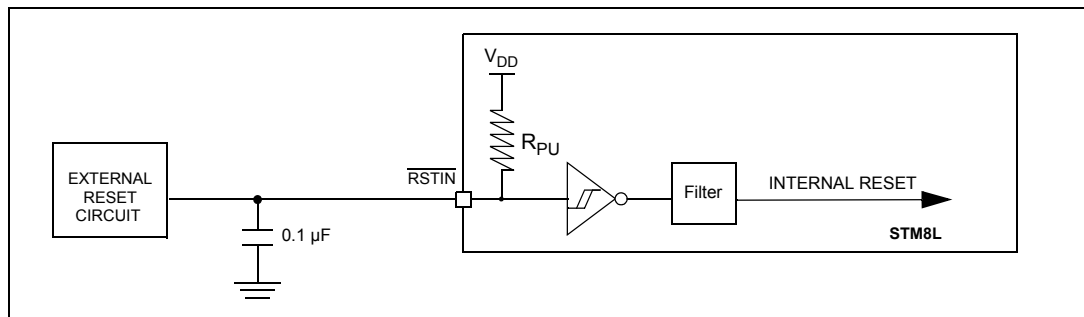 EXTERNAL
RESET
CIRCUIT
0.1 µF
RSTIN
VDD
RPU
Filter
INTERNAL RESET
STM8L